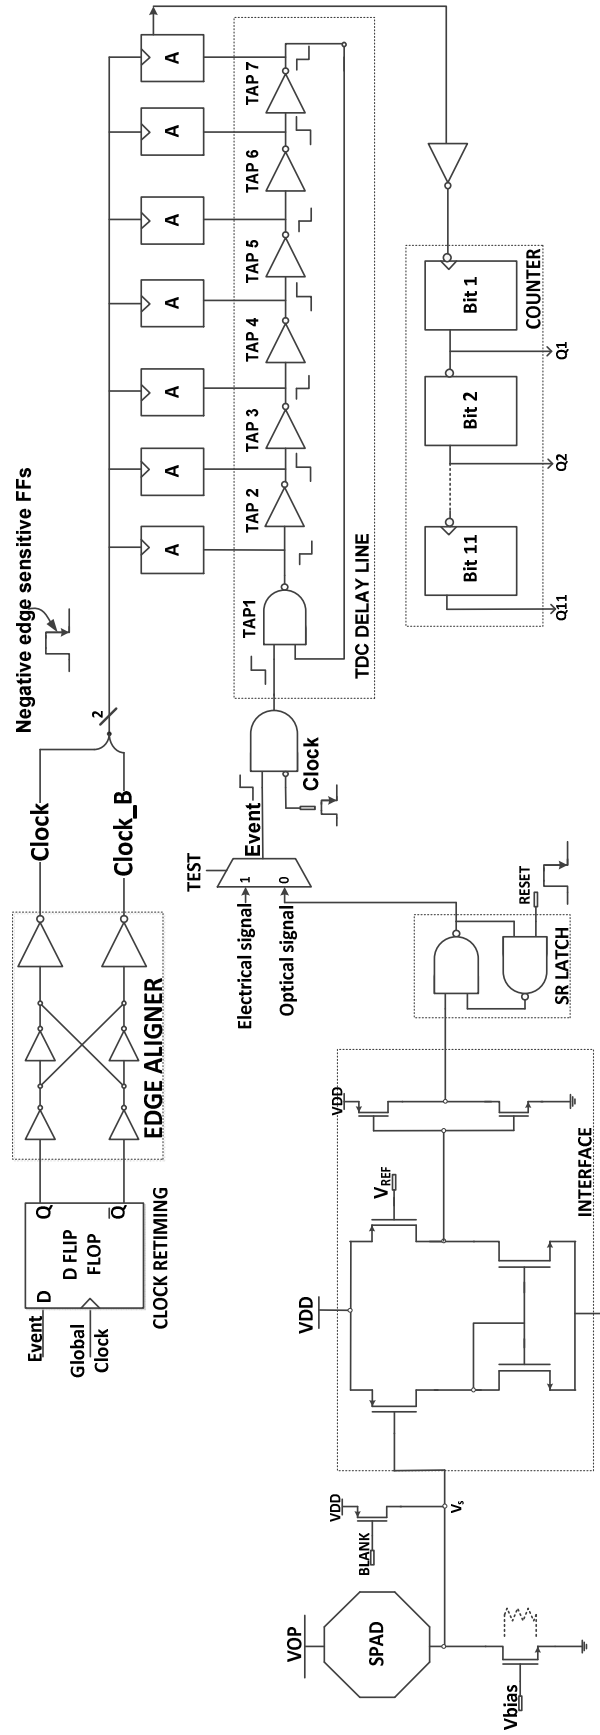 Negative edge sensitive FFs
A
A
A
A
A
A
A
TAP1
TAP 2
TAP 3
TAP 4
TAP 5
TAP 6
TAP 7
TDC DELAY LINE
2
Clock
Clock_B
EDGE ALIGNER
Event
Global
Clock
D
Q
Q̅
D FLIP
FLOP
CLOCK RETIMING
TEST
1
0
Electrical signal
Optical signal
Event
Clock
Bit 1
Bit 2
Bit 11
COUNTER
Q1
Q2
Q11
RESET
SR LATCH
VDD
VDD
VREF
INTERFACE
VDD
BLANK
Vs
VOP
SPAD
Vbias